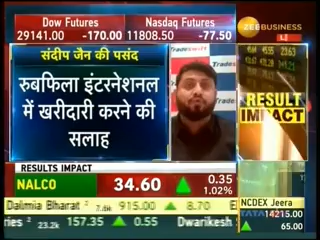 Dow Futures
29141.00 -170.00
Nasdaq Futures
11808.50 -77.50
ZEE BUSINESS
संदीप जैन की पसंद
रुबफिला इंटरनेशनल
में खरीदारी करने की
सलाह
TradeSwift
RESULT
IMPACT
RESULTS IMPACT
NALCO 34.60 ▲ 0.35
1.02%
NCDEX Jeera
14215.00
▲ 65.00
Dalmia Bharat 915.00 ▲ 8.70
157.35 ▲ 0.55 Dwarikesh